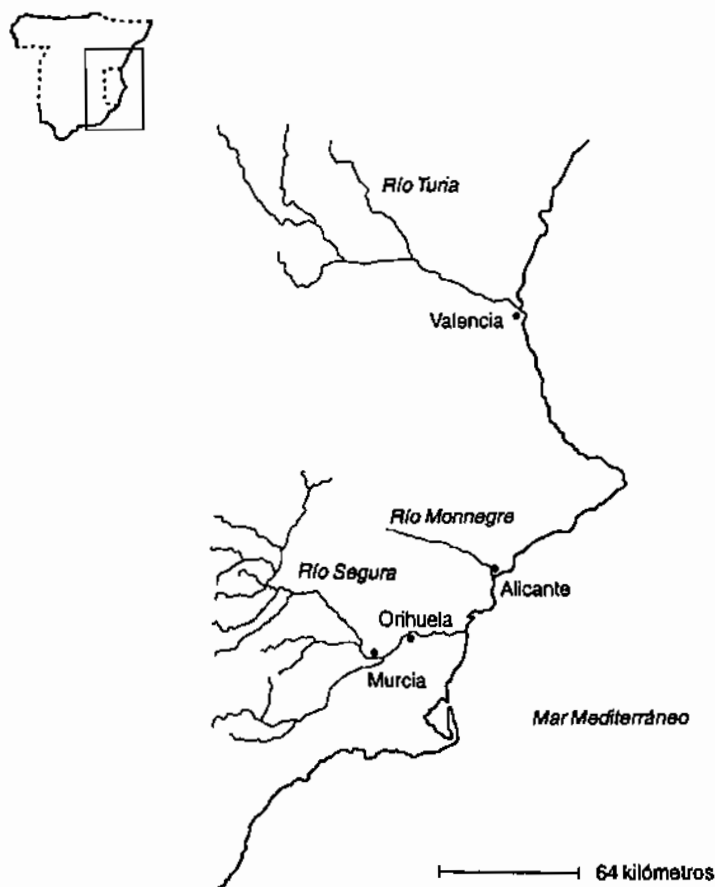 Río Turia
Valencia
Río Monnegre
Río Segura
Alicante
Orihuela
Murcia
Mar Mediterráneo
64 kilómetros